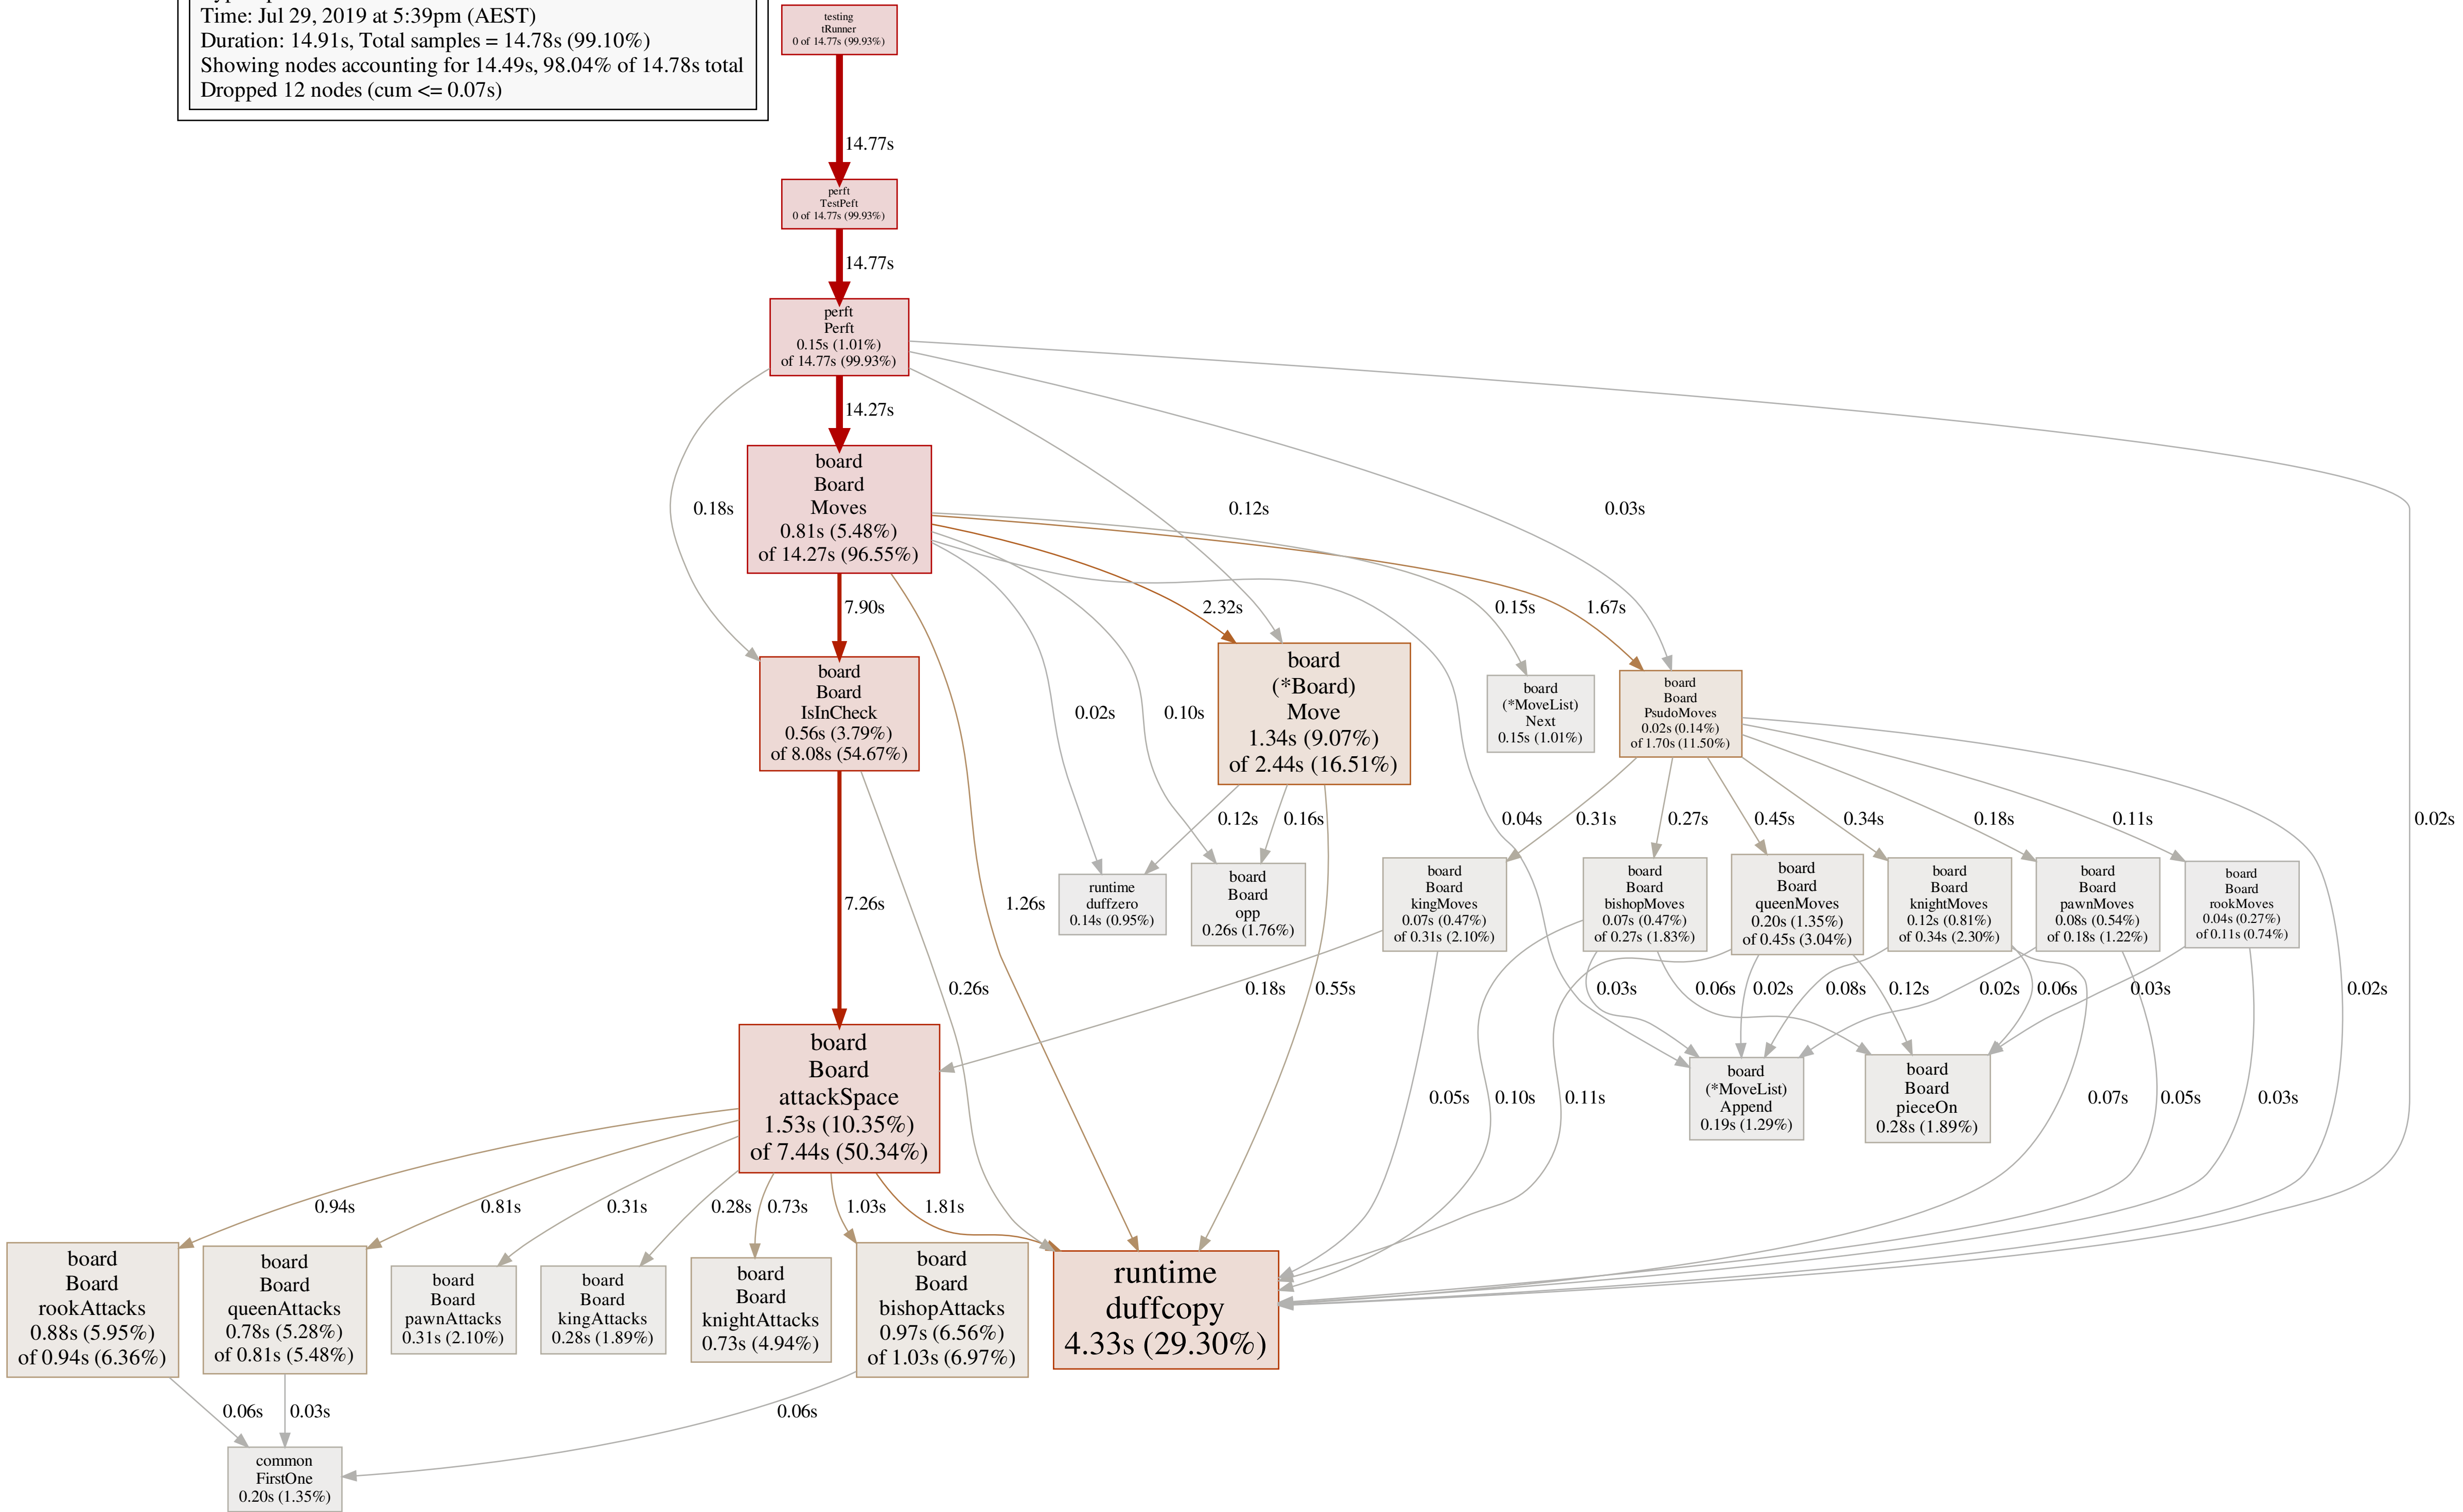 Time: Jul 29, 2019 at 5:39pm (AEST)
Duration: 14.91s, Total samples = 14.78s (99.10%)
Showing nodes accounting for 14.49s, 98.04% of 14.78s total
Dropped 12 nodes (cum <= 0.07s)
testing
tRunner
0 of 14.77s (99.93%)
14.77s
perft
TestPeft
0 of 14.77s (99.93%)
14.77s
perft
Perft
0.15s (1.01%)
of 14.77s (99.93%)
14.27s
board
Board
Moves
0.81s (5.48%)
of 14.27s (96.55%)
0.18s
0.12s
0.03s
7.90s
2.32s
0.15s
1.67s
board
Board
IsInCheck
0.56s (3.79%)
of 8.08s (54.67%)
0.02s
0.10s
board
(*Board)
Move
1.34s (9.07%)
of 2.44s (16.51%)
board
(*MoveList)
Next
0.15s (1.01%)
board
Board
PsudoMoves
0.02s (0.14%)
of 1.70s (11.50%)
0.12s
0.16s
0.04s
0.31s
0.27s
0.45s
0.34s
0.18s
0.11s
0.02s
7.26s
1.26s
runtime
duffzero
0.14s (0.95%)
board
Board
opp
0.26s (1.76%)
board
Board
kingMoves
0.07s (0.47%)
of 0.31s (2.10%)
board
Board
bishopMoves
0.07s (0.47%)
of 0.27s (1.83%)
board
Board
queenMoves
0.20s (1.35%)
of 0.45s (3.04%)
board
Board
knightMoves
0.12s (0.81%)
of 0.34s (2.30%)
board
Board
pawnMoves
0.08s (0.54%)
of 0.18s (1.22%)
board
Board
rookMoves
0.04s (0.27%)
of 0.11s (0.74%)
0.26s
0.18s
0.55s
0.03s
0.06s
0.02s
0.08s
0.12s
0.02s
0.06s
0.03s
0.02s
board
Board
attackSpace
1.53s (10.35%)
of 7.44s (50.34%)
0.05s
0.10s
0.11s
board
(*MoveList)
Append
0.19s (1.29%)
board
Board
pieceOn
0.28s (1.89%)
0.07s
0.05s
0.03s
0.94s
0.81s
0.31s
0.28s
0.73s
1.03s
1.81s
board
Board
rookAttacks
0.88s (5.95%)
of 0.94s (6.36%)
board
Board
queenAttacks
0.78s (5.28%)
of 0.81s (5.48%)
board
Board
pawnAttacks
0.31s (2.10%)
board
Board
kingAttacks
0.28s (1.89%)
board
Board
knightAttacks
0.73s (4.94%)
board
Board
bishopAttacks
0.97s (6.56%)
of 1.03s (6.97%)
runtime
duffcopy
4.33s (29.30%)
0.06s
0.03s
0.06s
common
FirstOne
0.20s (1.35%)